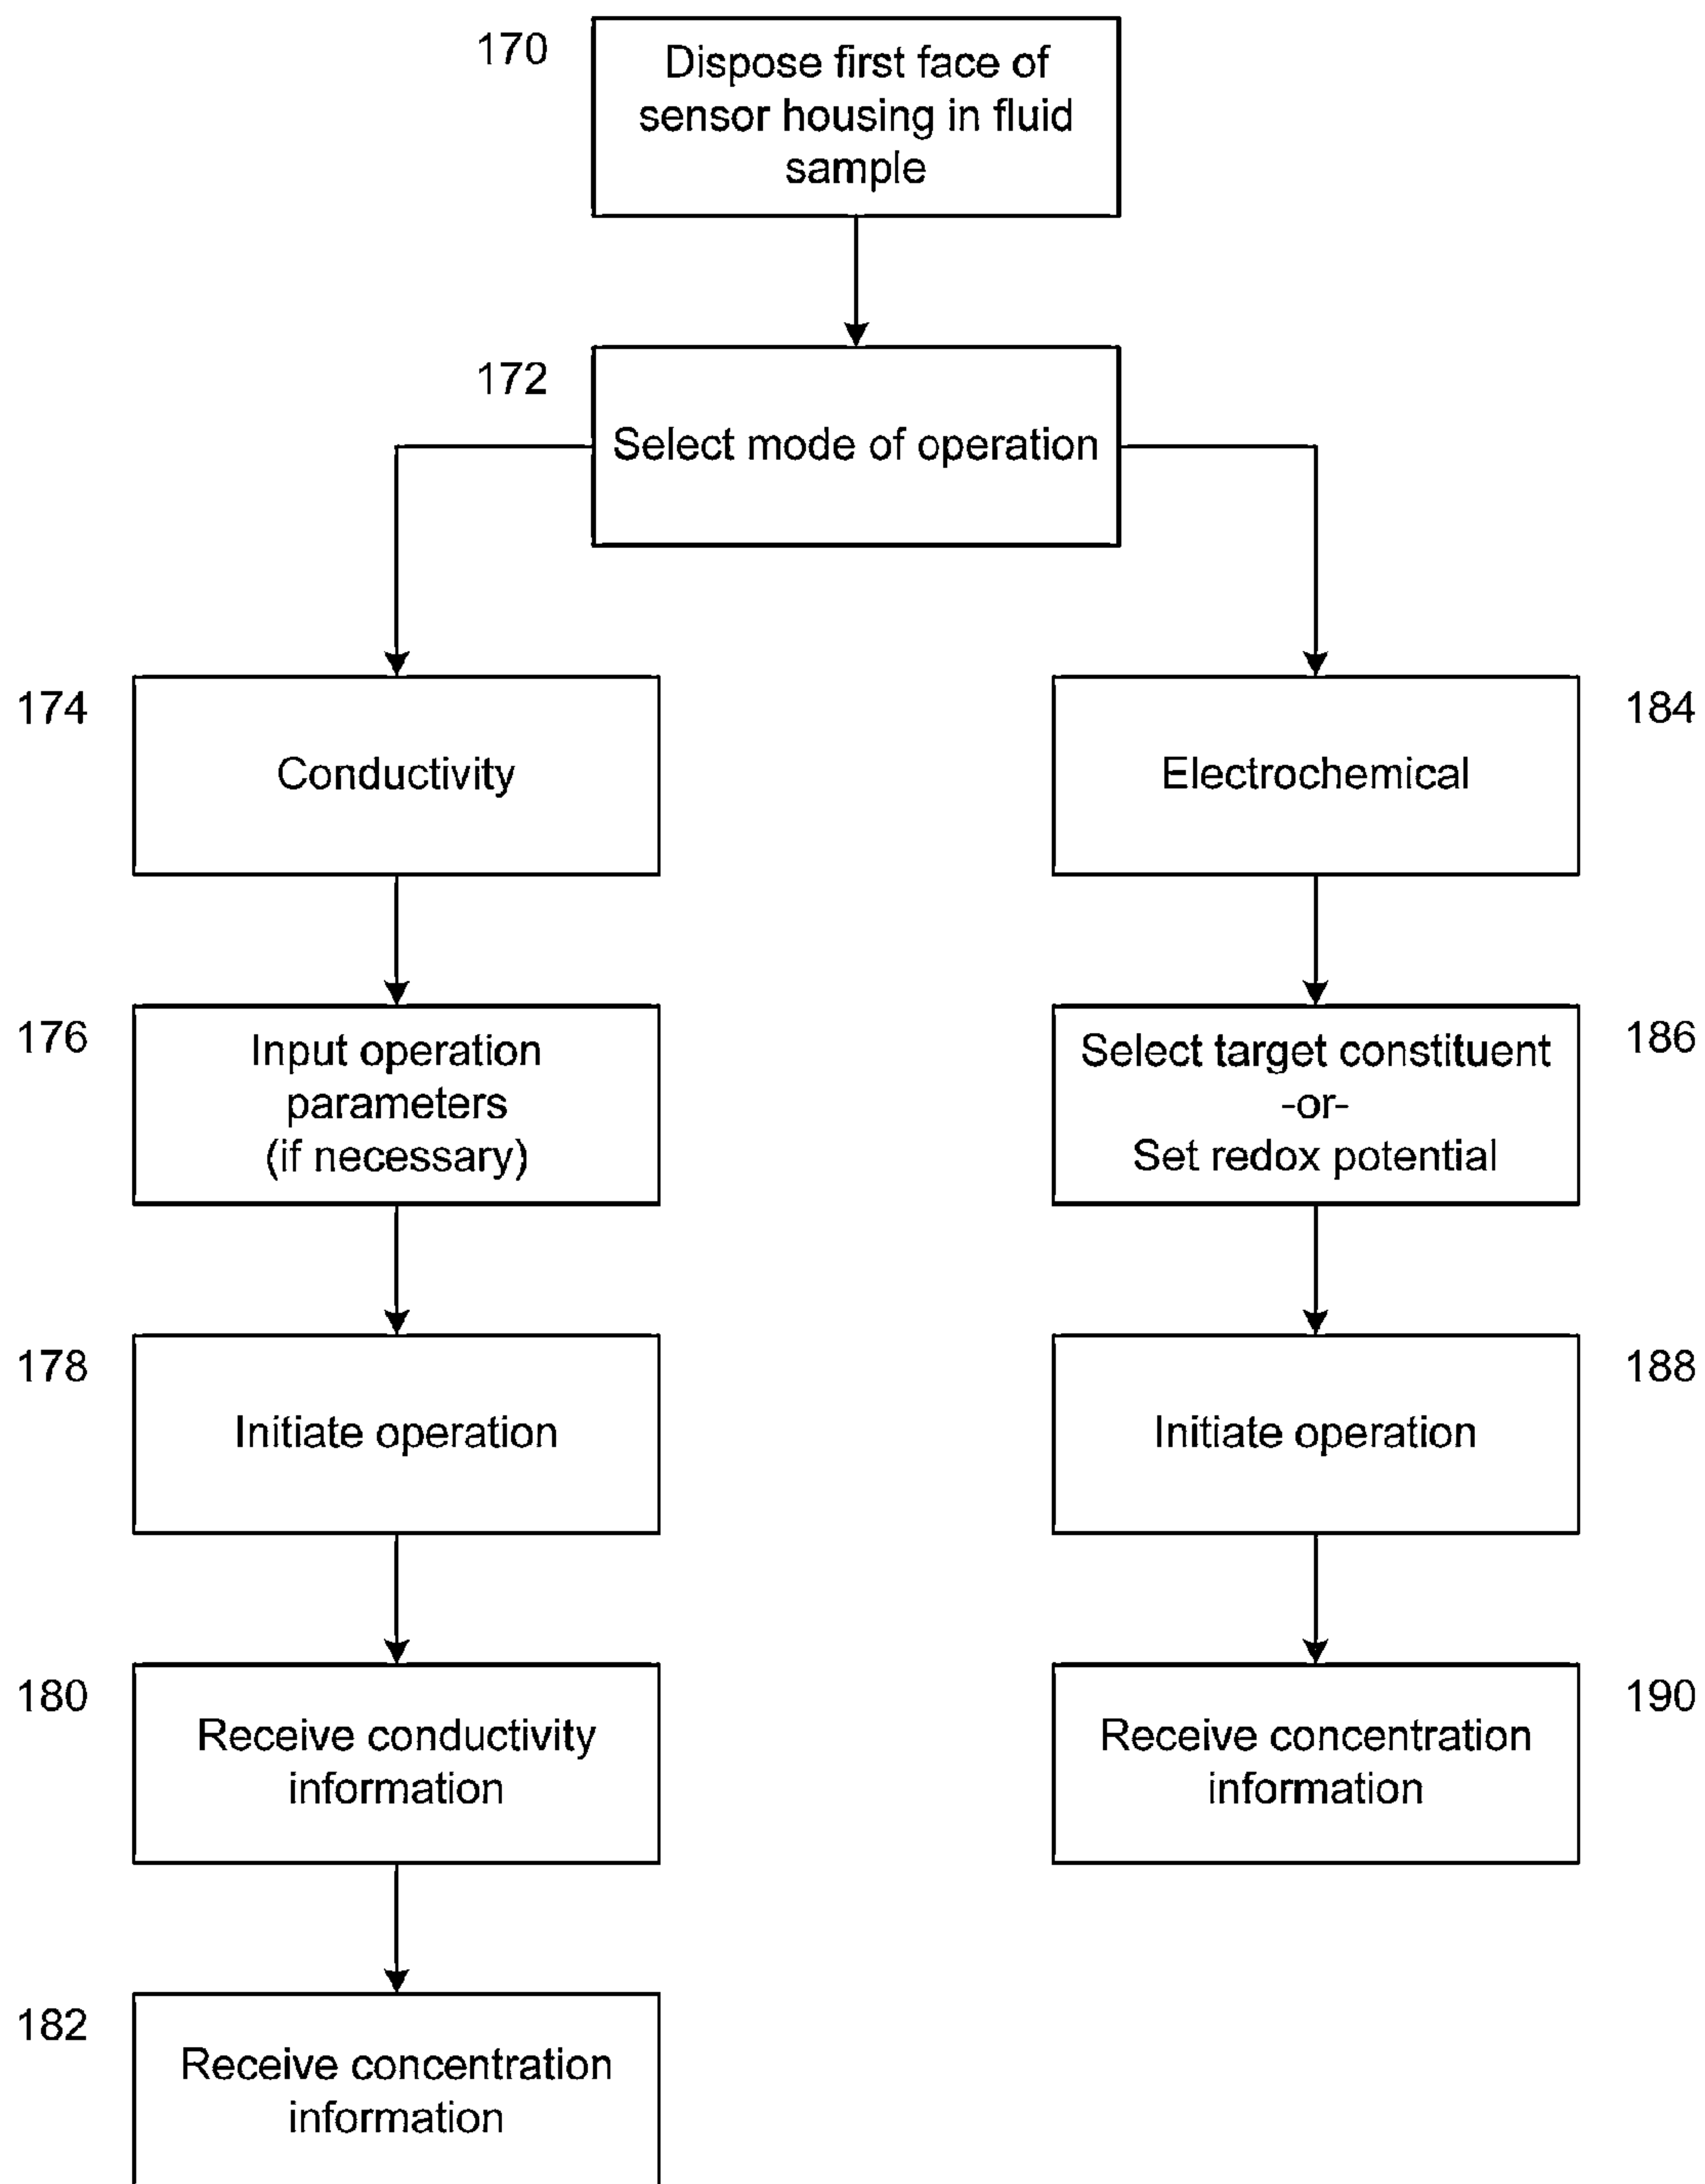 170
Dispose first face of
sensor housing in fluid
sample
172
Select mode of operation
174
Conductivity
184
Electrochemical
176
Input operation
parameters
(if necessary)
186
Select target constituent
-or-
Set redox potential
178
Initiate operation
188
Initiate operation
180
Receive conductivity
information
190
Receive concentration
information
182
Receive concentration
information